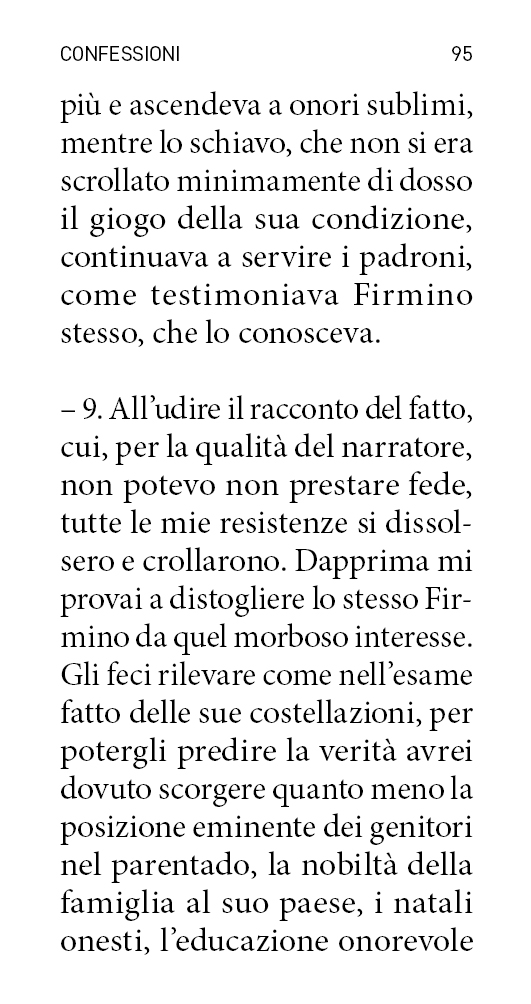 CONFESSIONI 95
più e ascendeva a onori sublimi,
mentre lo schiavo, che non si era
scrollato minimamente di dosso
il giogo della sua condizione,
continuava a servire i padroni,
come testimoniava Firmino
stesso, che lo conosceva.
– 9. All’udire il racconto del fatto,
cui, per la qualità del narratore,
non potevo non prestare fede,
tutte le mie resistenze si dissol-
sero e crollarono. Dapprima mi
provai a distogliere lo stesso Fir-
mino da quel morboso interesse.
Gli feci rilevare come nell’esame
fatto delle sue costellazioni, per
potergli predire la verità avrei
dovuto scorgere quanto meno la
posizione eminente dei genitori
nel parentado, la nobiltà della
famiglia al suo paese, i natali
onesti, l’educazione onorevole